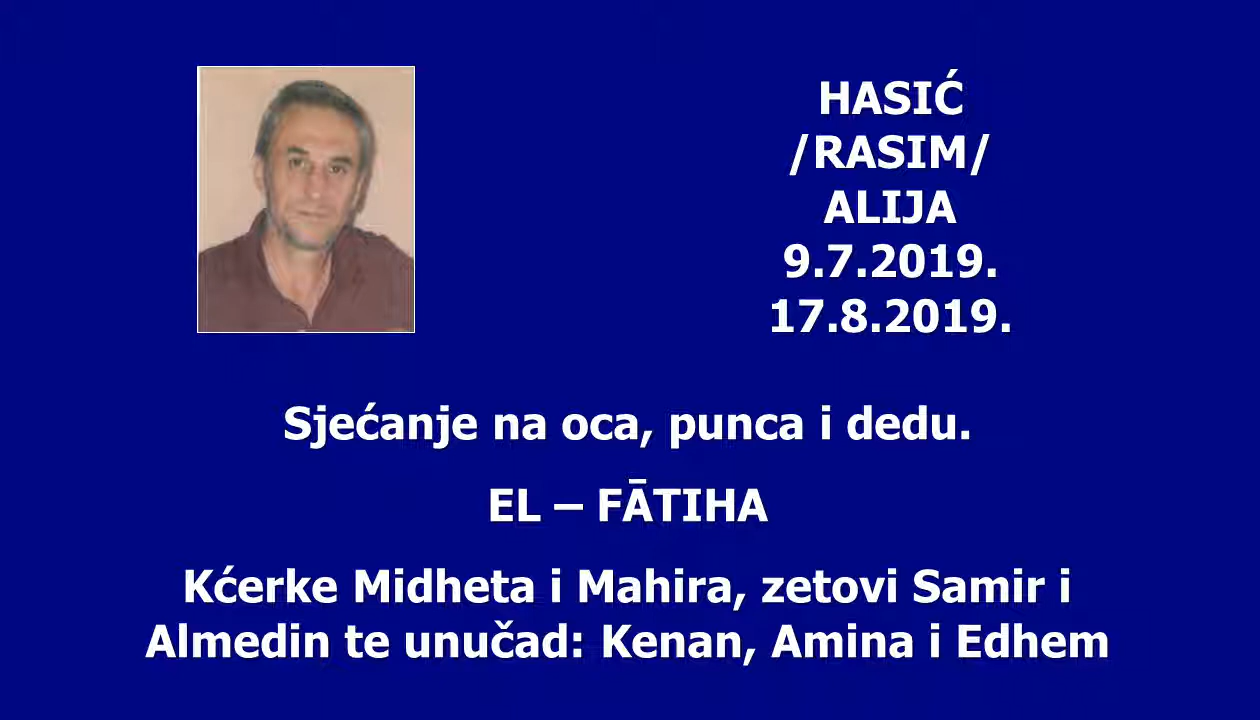 HASIĆ
/RASIM/
ALIJA
9.7.2019.
17.8.2019.
Sjećanje na oca, punca i dedu.
EL – FĀTIHA
Kćerke Midheta i Mahira, zetovi Samir i
Almedin te unučad: Kenan, Amina i Edhem